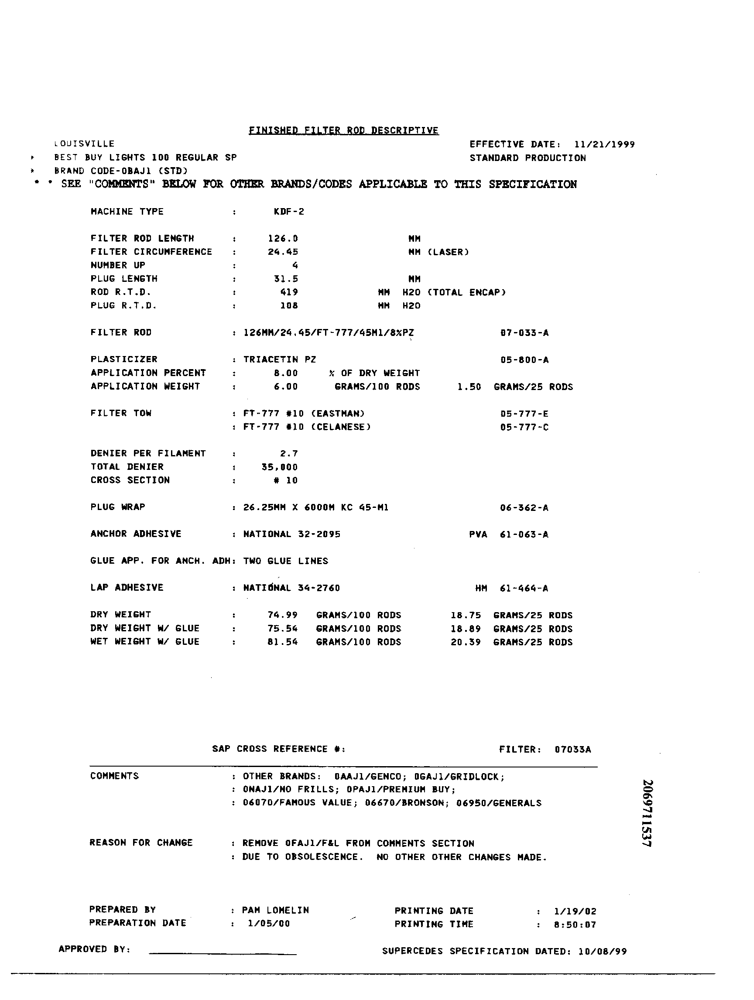 FINISHED FILTER ROD DESCRIPTIVE
LOUISVILLE EFFECTIVE DATE: 11/21/1999
* BEST BUY LIGHTS 100 REGULAR SP STANDARD PRODUCTION
* BRAND CODE-0BAJ1 (STD)
* * SEE "COMMENTS" BELOW FOR OTHER BRANDS/CODES APPLICABLE TO THIS SPECIFICATION
MACHINE TYPE : KDF-2
FILTER ROD LENGTH : 126.0 MM
FILTER CIRCUMFERENCE : 24.45 MM (LASER)
NUMBER UP : 4
PLUG LENGTH : 31.5 MM
ROD R.T.D. : 419 MM H2O (TOTAL ENCAP)
PLUG R.T.D. : 108 MM H2O
FILTER ROD : 126MM/24.45/FT-777/45M1/8%PZ 07-033-A
PLASTICIZER : TRIACETIN PZ 05-800-A
APPLICATION PERCENT : 8.00 % OF DRY WEIGHT
APPLICATION WEIGHT : 6.00 GRAMS/100 RODS 1.50 GRAMS/25 RODS
FILTER TOW : FT-777 #10 (EASTMAN) 05-777-E
: FT-777 #10 (CELANESE) 05-777-C
DENIER PER FILAMENT : 2.7
TOTAL DENIER : 35,000
CROSS SECTION : # 10
PLUG WRAP : 26.25MM X 6000M KC 45-M1 06-362-A
ANCHOR ADHESIVE : NATIONAL 32-2095 PVA 61-063-A
GLUE APP. FOR ANCH. ADH: TWO GLUE LINES
LAP ADHESIVE : NATIONAL 34-2760 HM 61-464-A
DRY WEIGHT : 74.99 GRAMS/100 RODS 18.75 GRAMS/25 RODS
DRY WEIGHT W/ GLUE : 75.54 GRAMS/100 RODS 18.89 GRAMS/25 RODS
WET WEIGHT W/ GLUE : 81.54 GRAMS/100 RODS 20.39 GRAMS/25 RODS
SAP CROSS REFERENCE #: FILTER: 07033A
COMMENTS : OTHER BRANDS: 0AAJ1/GENCO; 0GAJ1/GRIDLOCK;
: 0NAJ1/NO FRILLS; 0PAJ1/PREMIUM BUY;
: 06070/FAMOUS VALUE; 06670/BRONSON; 06950/GENERALS
REASON FOR CHANGE : REMOVE 0FAJ1/F&L FROM COMMENTS SECTION
: DUE TO OBSOLESCENCE. NO OTHER OTHER CHANGES MADE.
PREPARED BY : PAM LOMELIN PRINTING DATE : 1/19/02
PREPARATION DATE : 1/05/00 PRINTING TIME : 8:50:07
APPROVED BY: SUPERCEDES SPECIFICATION DATED: 10/08/99
2069711537